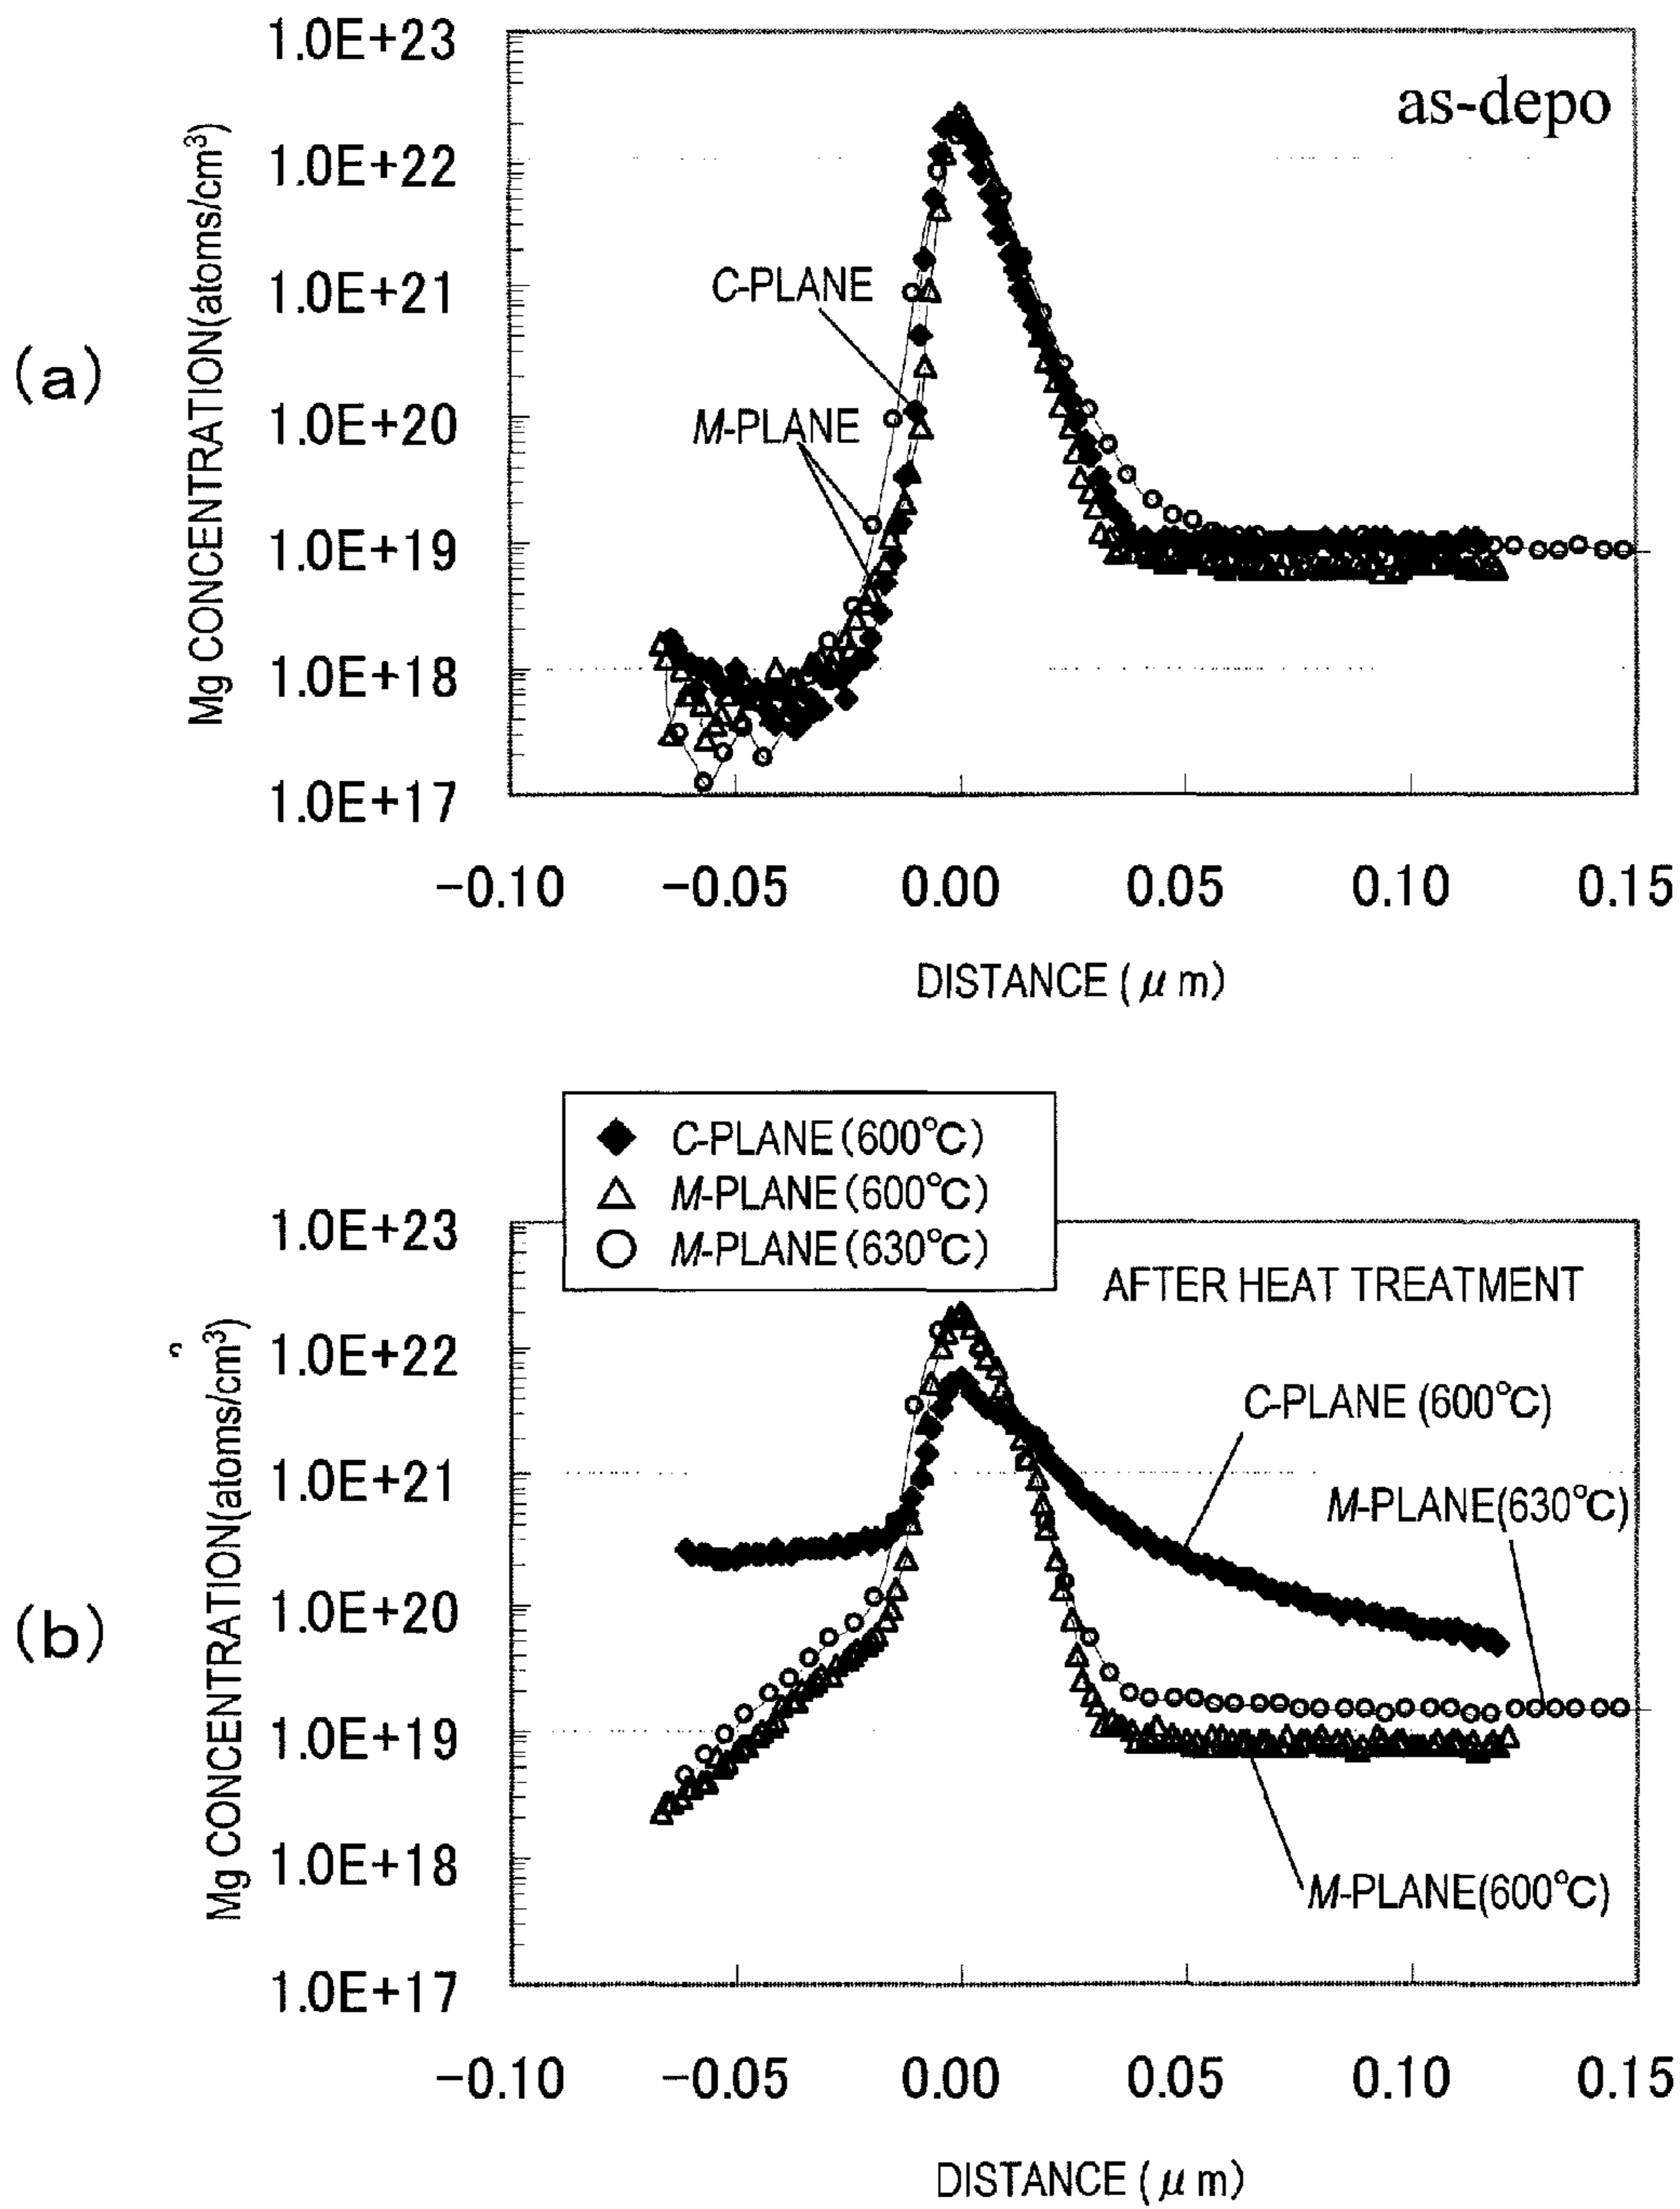 (a)
Mg CONCENTRATION(atoms/cm³)
1.0E+23
1.0E+22
1.0E+21
1.0E+20
1.0E+19
1.0E+18
1.0E+17
as-depo
C-PLANE
M-PLANE
−0.10 −0.05 0.00 0.05 0.10 0.15
DISTANCE (μm)
(b)
Mg CONCENTRATION(atoms/cm³)
C-PLANE(600°C)
M-PLANE(600°C)
M-PLANE(630°C)
1.0E+23
1.0E+22
1.0E+21
1.0E+20
1.0E+19
1.0E+18
1.0E+17
AFTER HEAT TREATMENT
C-PLANE (600°C)
M-PLANE(630°C)
M-PLANE(600°C)
−0.10 −0.05 0.00 0.05 0.10 0.15
DISTANCE (μm)